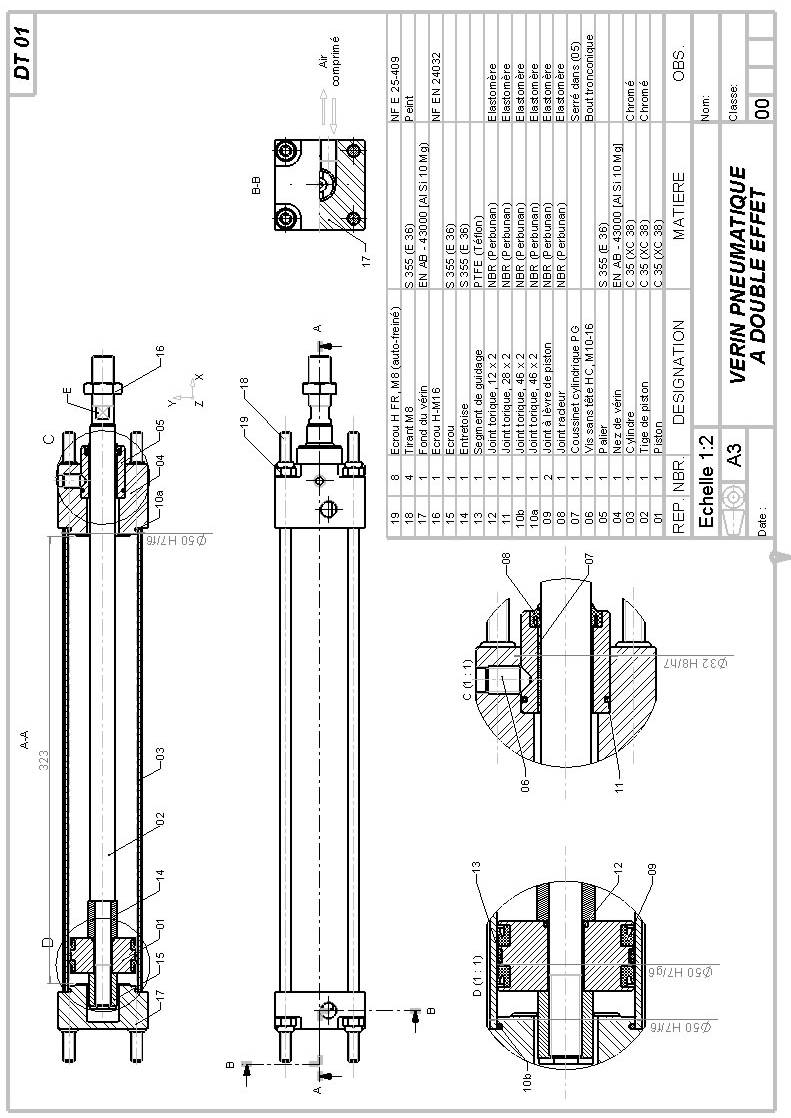 DT 01
A-A
323
D
C
E
Y
X
Z
16
05
04
10a
Ø50 H7/f6
03
02
14
01
15
17
B-B
Air
comprimé
17
18
19
A
A
B
B
D (1 : 1)
13
12
09
10b
Ø50 H7/g6
Ø50 H7/f6
C (1 : 1)
08
07
06
11
Ø32 H8/h7
19 8 Ecrou H FR, M8 (auto-freiné) NF E 25-409
18 4 Tirant M8 S 355 (E 36) Peint
17 1 Fond du vérin EN AB - 43000 [Al Si 10 Mg)
16 1 Ecrou H-M16 NF EN 24032
15 1 Ecrou S 355 (E 36)
14 1 Entretoise S 355 (E 36)
13 1 Segment de guidage PTFE (Téflon)
12 1 Joint torique, 12 x 2 NBR (Perbunan) Elastomère
11 1 Joint torique, 28 x 2 NBR (Perbunan) Elastomère
10b 1 Joint torique, 46 x 2 NBR (Perbunan) Elastomère
10a 1 Joint torique, 46 x 2 NBR (Perbunan) Elastomère
09 2 Joint à lèvre de piston NBR (Perbunan) Elastomère
08 1 Joint racleur NBR (Perbunan) Elastomère
07 1 Coussinet cylindrique P G Serré dans (05)
06 1 Vis sans tête HC, M10-16 Bout tronconique
05 1 Palier S 355 (E 36)
04 1 Nez de vérin EN AB - 43000 [Al Si 10 Mg]
03 1 Cylindre C 35 (XC 38) Chromé
02 1 Tige de piston C 35 (XC 38) Chromé
01 1 Piston C 35 (XC 38)
REP. NBR. DESIGNATION MATIERE OBS.
Echelle 1:2
A3
Date :
VERIN PNEUMATIQUE
A DOUBLE EFFET
Nom:
Classe:
00